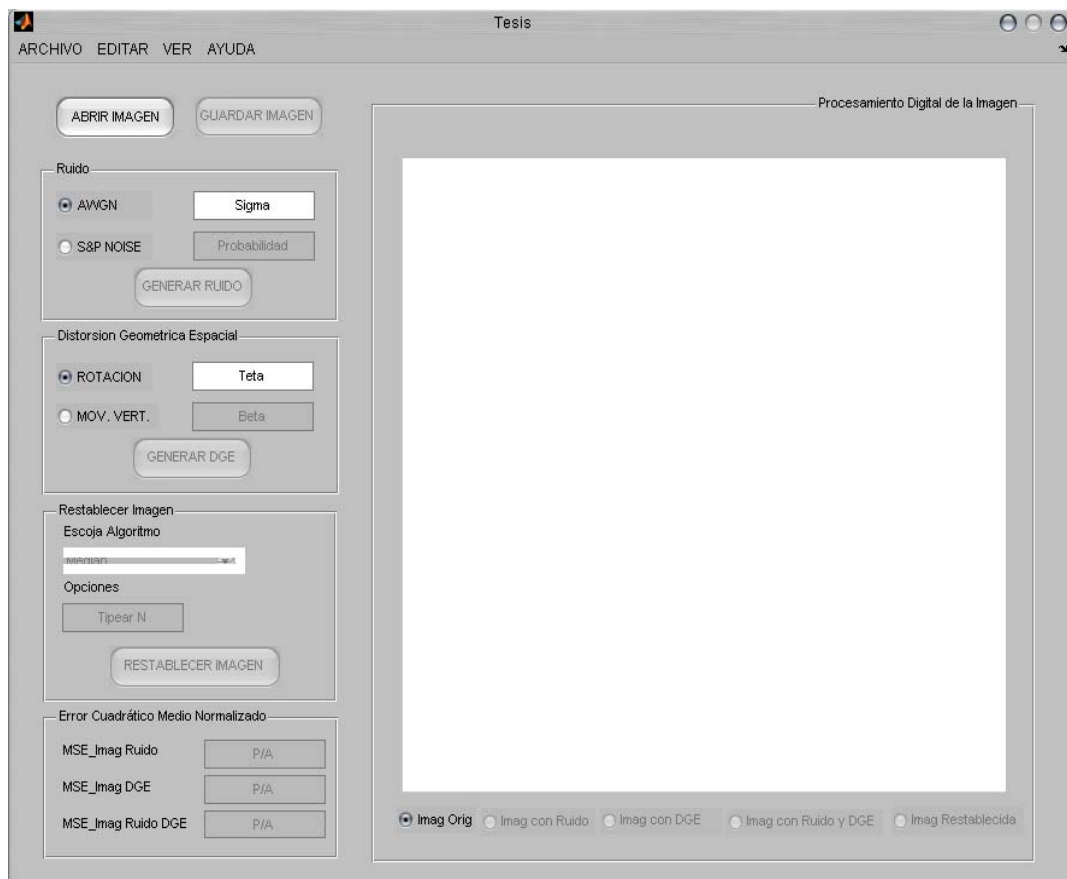 Tesis
ARCHIVO EDITAR VER AYUDA
ABRIR IMAGEN GUARDAR IMAGEN
Ruido
AWGN Sigma
S&P NOISE Probabilidad
GENERAR RUIDO
Distorsion Geometrica Espacial
ROTACION Teta
MOV. VERT. Beta
GENERAR DGE
Restablecer Imagen
Escoja Algoritmo
Median
Opciones
Tipear N
RESTABLECER IMAGEN
Error Cuadrático Medio Normalizado
MSE_Imag Ruido P/A
MSE_Imag DGE P/A
MSE_Imag Ruido DGE P/A
Procesamiento Digital de la Imagen
Imag Orig Imag con Ruido Imag con DGE Imag con Ruido y DGE Imag Restablecida